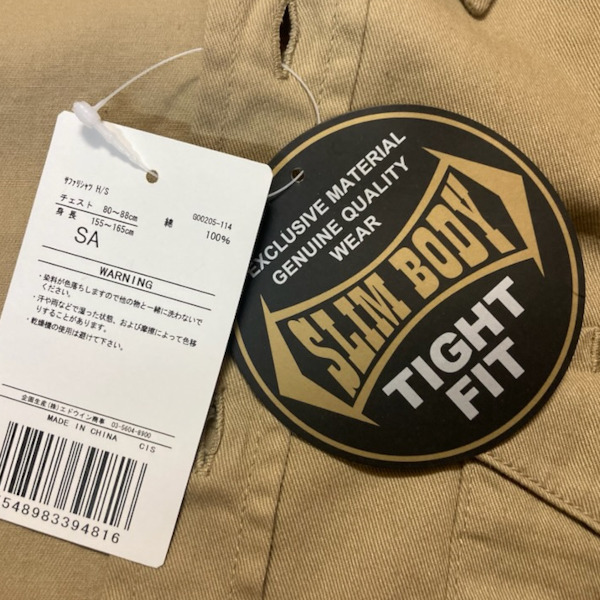 サファリシャツ H/S
チェスト 80～88cm
身長 155～165cm
SA
G00205-114
綿 100%
WARNING
・染料が色落ちしますので他の物と一緒に洗わないで
ください。
・汗や雨などで湿った状態、および摩擦によって色移
りすることがあります。
・乾燥機の使用は避けて下さい。
企画生産(株)エドウイン商事 03-5604-8900
MADE IN CHINA CIS
548983394816
EXCLUSIVE MATERIAL
GENUINE QUALITY
WEAR
SLIM BODY
TIGHT
FIT